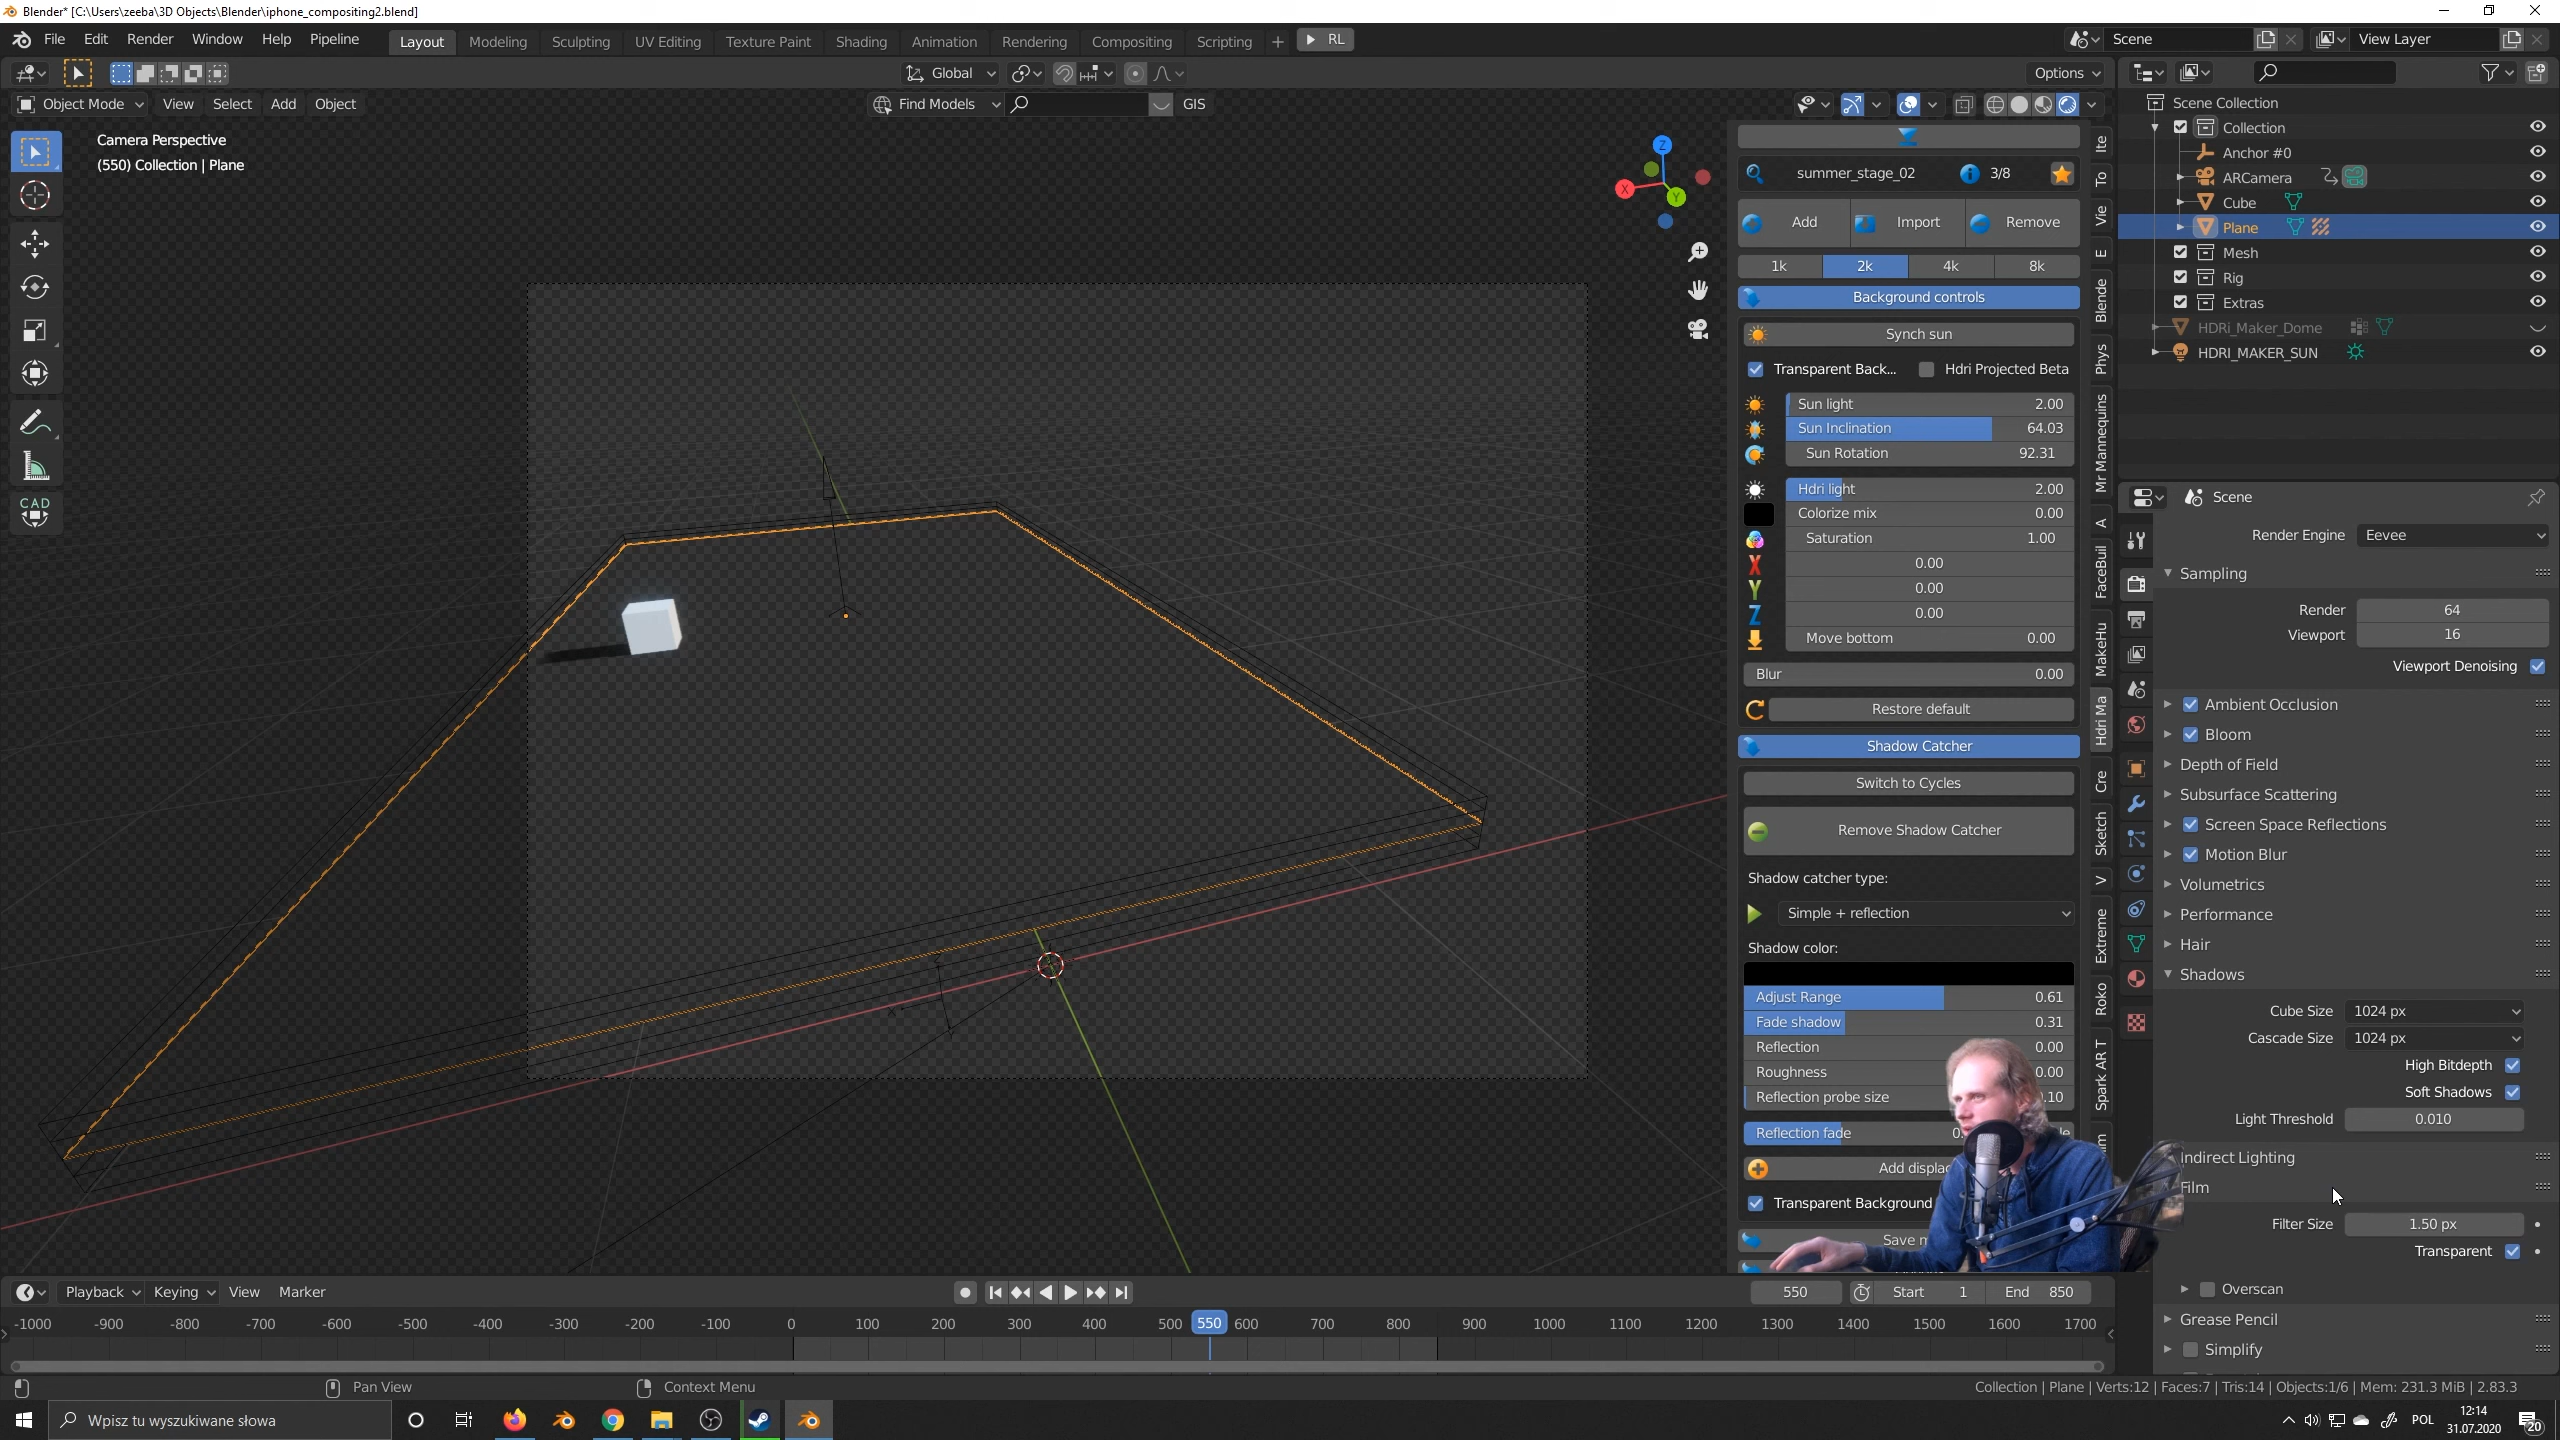 Blender* [C:\Users\zeeba\3D Objects\Blender\iphone_compositing2.blend]
File Edit Render Window Help Pipeline Layout Modeling Sculpting UV Editing Texture Paint Shading Animation Rendering Compositing Scripting + RL Scene View Layer
Global Options
Object Mode View Select Add Object Find Models GIS
Camera Perspective
(550) Collection | Plane
CAD
X Y Z
summer_stage_02 3/8
Add Import Remove
1k 2k 4k 8k
Background controls
Synch sun
Transparent Back... Hdri Projected Beta
Sun light 2.00
Sun Inclination 64.03
Sun Rotation 92.31
Hdri light 2.00
Colorize mix 0.00
Saturation 1.00
X 0.00
Y 0.00
Z 0.00
Move bottom 0.00
Blur 0.00
Restore default
Shadow Catcher
Switch to Cycles
Remove Shadow Catcher
Shadow catcher type:
Simple + reflection
Shadow color:
Adjust Range 0.61
Fade shadow 0.31
Reflection 0.00
Roughness 0.00
Reflection probe size .10
Reflection fade 0.
Add displac
Transparent Background
Save m
Ite
To
Vie
E
Blende
Phys
Mr Mannequins
A
FaceBuil
MakeHu
Hdri Ma
Cre
Sketch
V
Extreme
Roko
Spark AR T
Scene Collection
Collection
Anchor #0
ARCamera
Cube
Plane
Mesh
Rig
Extras
HDRi_Maker_Dome
HDRI_MAKER_SUN
Scene
Render Engine Eevee
Sampling
Render 64
Viewport 16
Viewport Denoising
Ambient Occlusion
Bloom
Depth of Field
Subsurface Scattering
Screen Space Reflections
Motion Blur
Volumetrics
Performance
Hair
Shadows
Cube Size 1024 px
Cascade Size 1024 px
High Bitdepth
Soft Shadows
Light Threshold 0.010
Indirect Lighting
Film
Filter Size 1.50 px
Transparent
Overscan
Grease Pencil
Simplify
Playback Keying View Marker 550 Start 1 End 850
-1000 -900 -800 -700 -600 -500 -400 -300 -200 -100 0 100 200 300 400 500 550 600 700 800 900 1000 1100 1200 1300 1400 1500 1600 1700
Pan View Context Menu Collection | Plane | Verts:12 | Faces:7 | Tris:14 | Objects:1/6 | Mem: 231.3 MiB | 2.83.3
Wpisz tu wyszukiwane słowa POL 12:14
31.07.2020 20